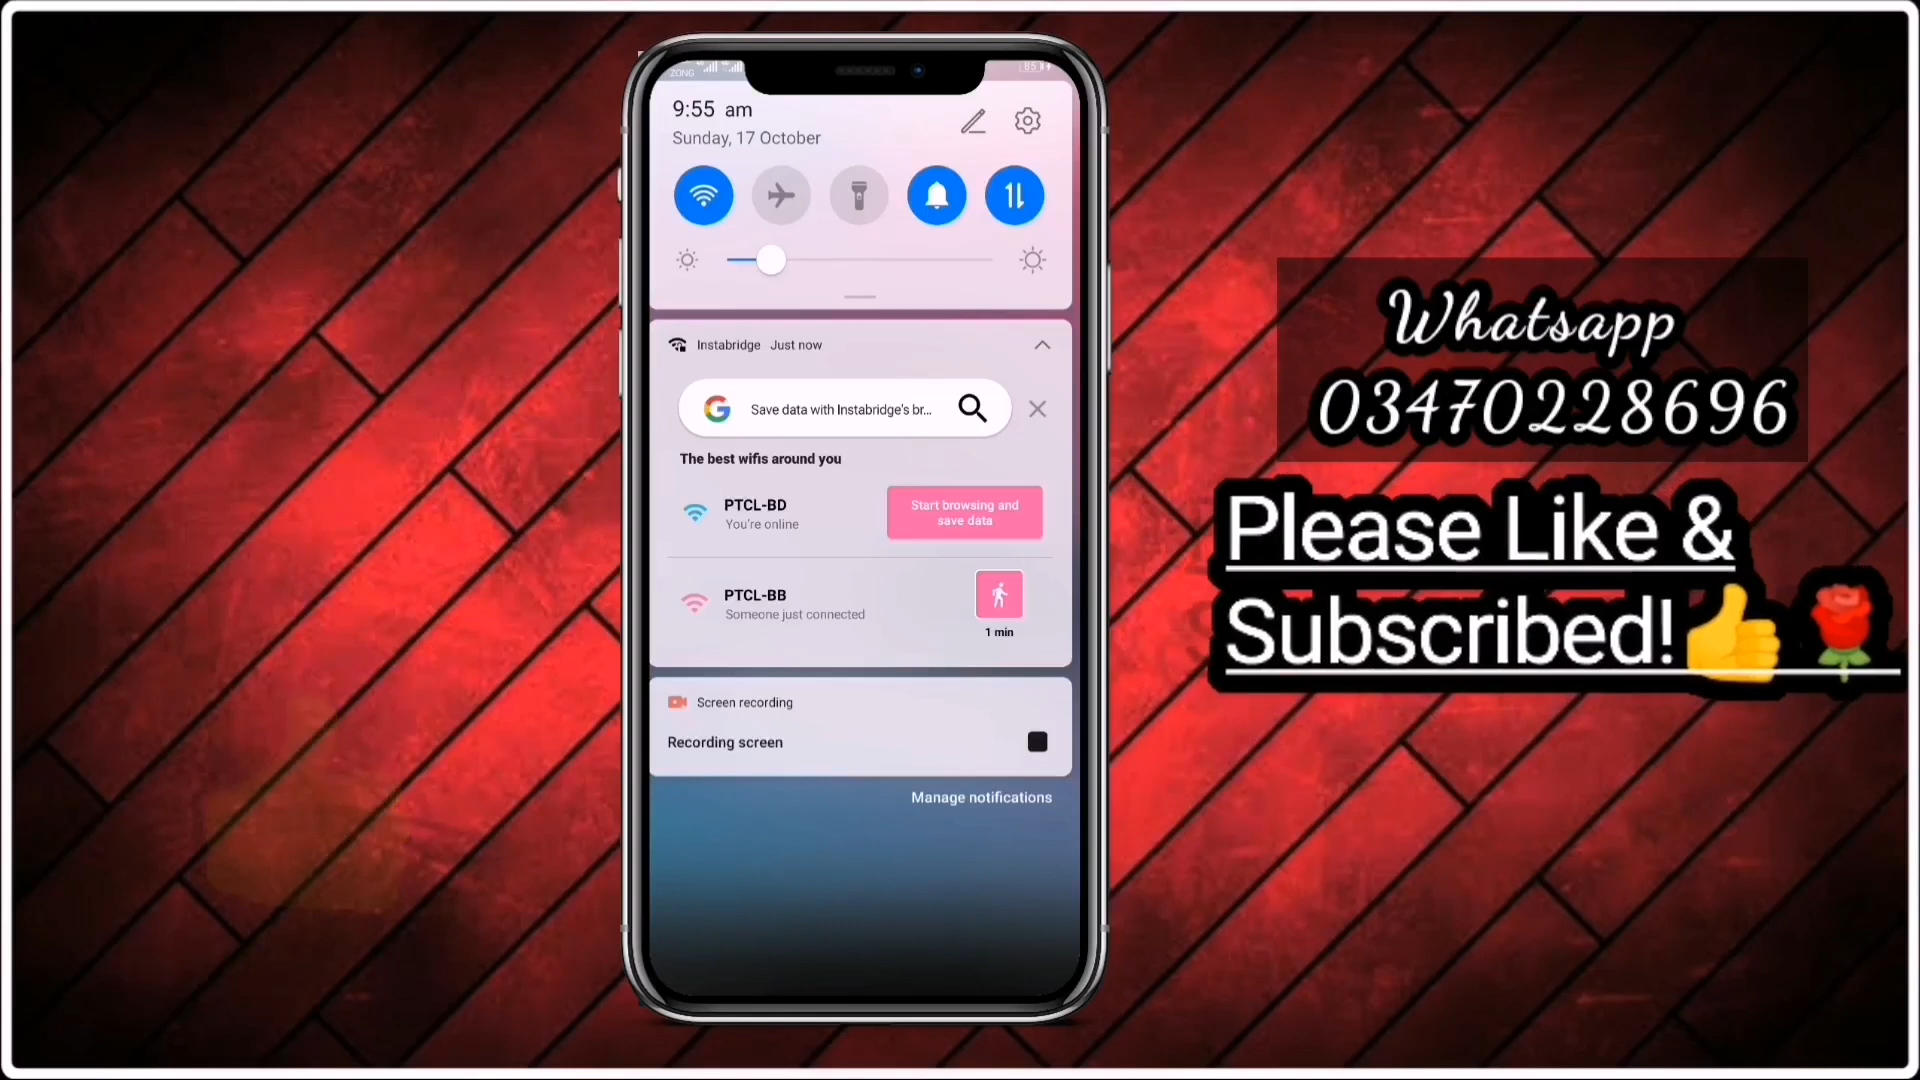 ZONG
85
9:55 am
Sunday, 17 October
Instabridge Just now
Save data with Instabridge's br...
The best wifis around you
PTCL-BD
You're online
Start browsing and
save data
PTCL-BB
Someone just connected
1 min
Screen recording
Recording screen
Manage notifications
Whatsapp
03470228696
Please Like &
Subscribed!👍🌹